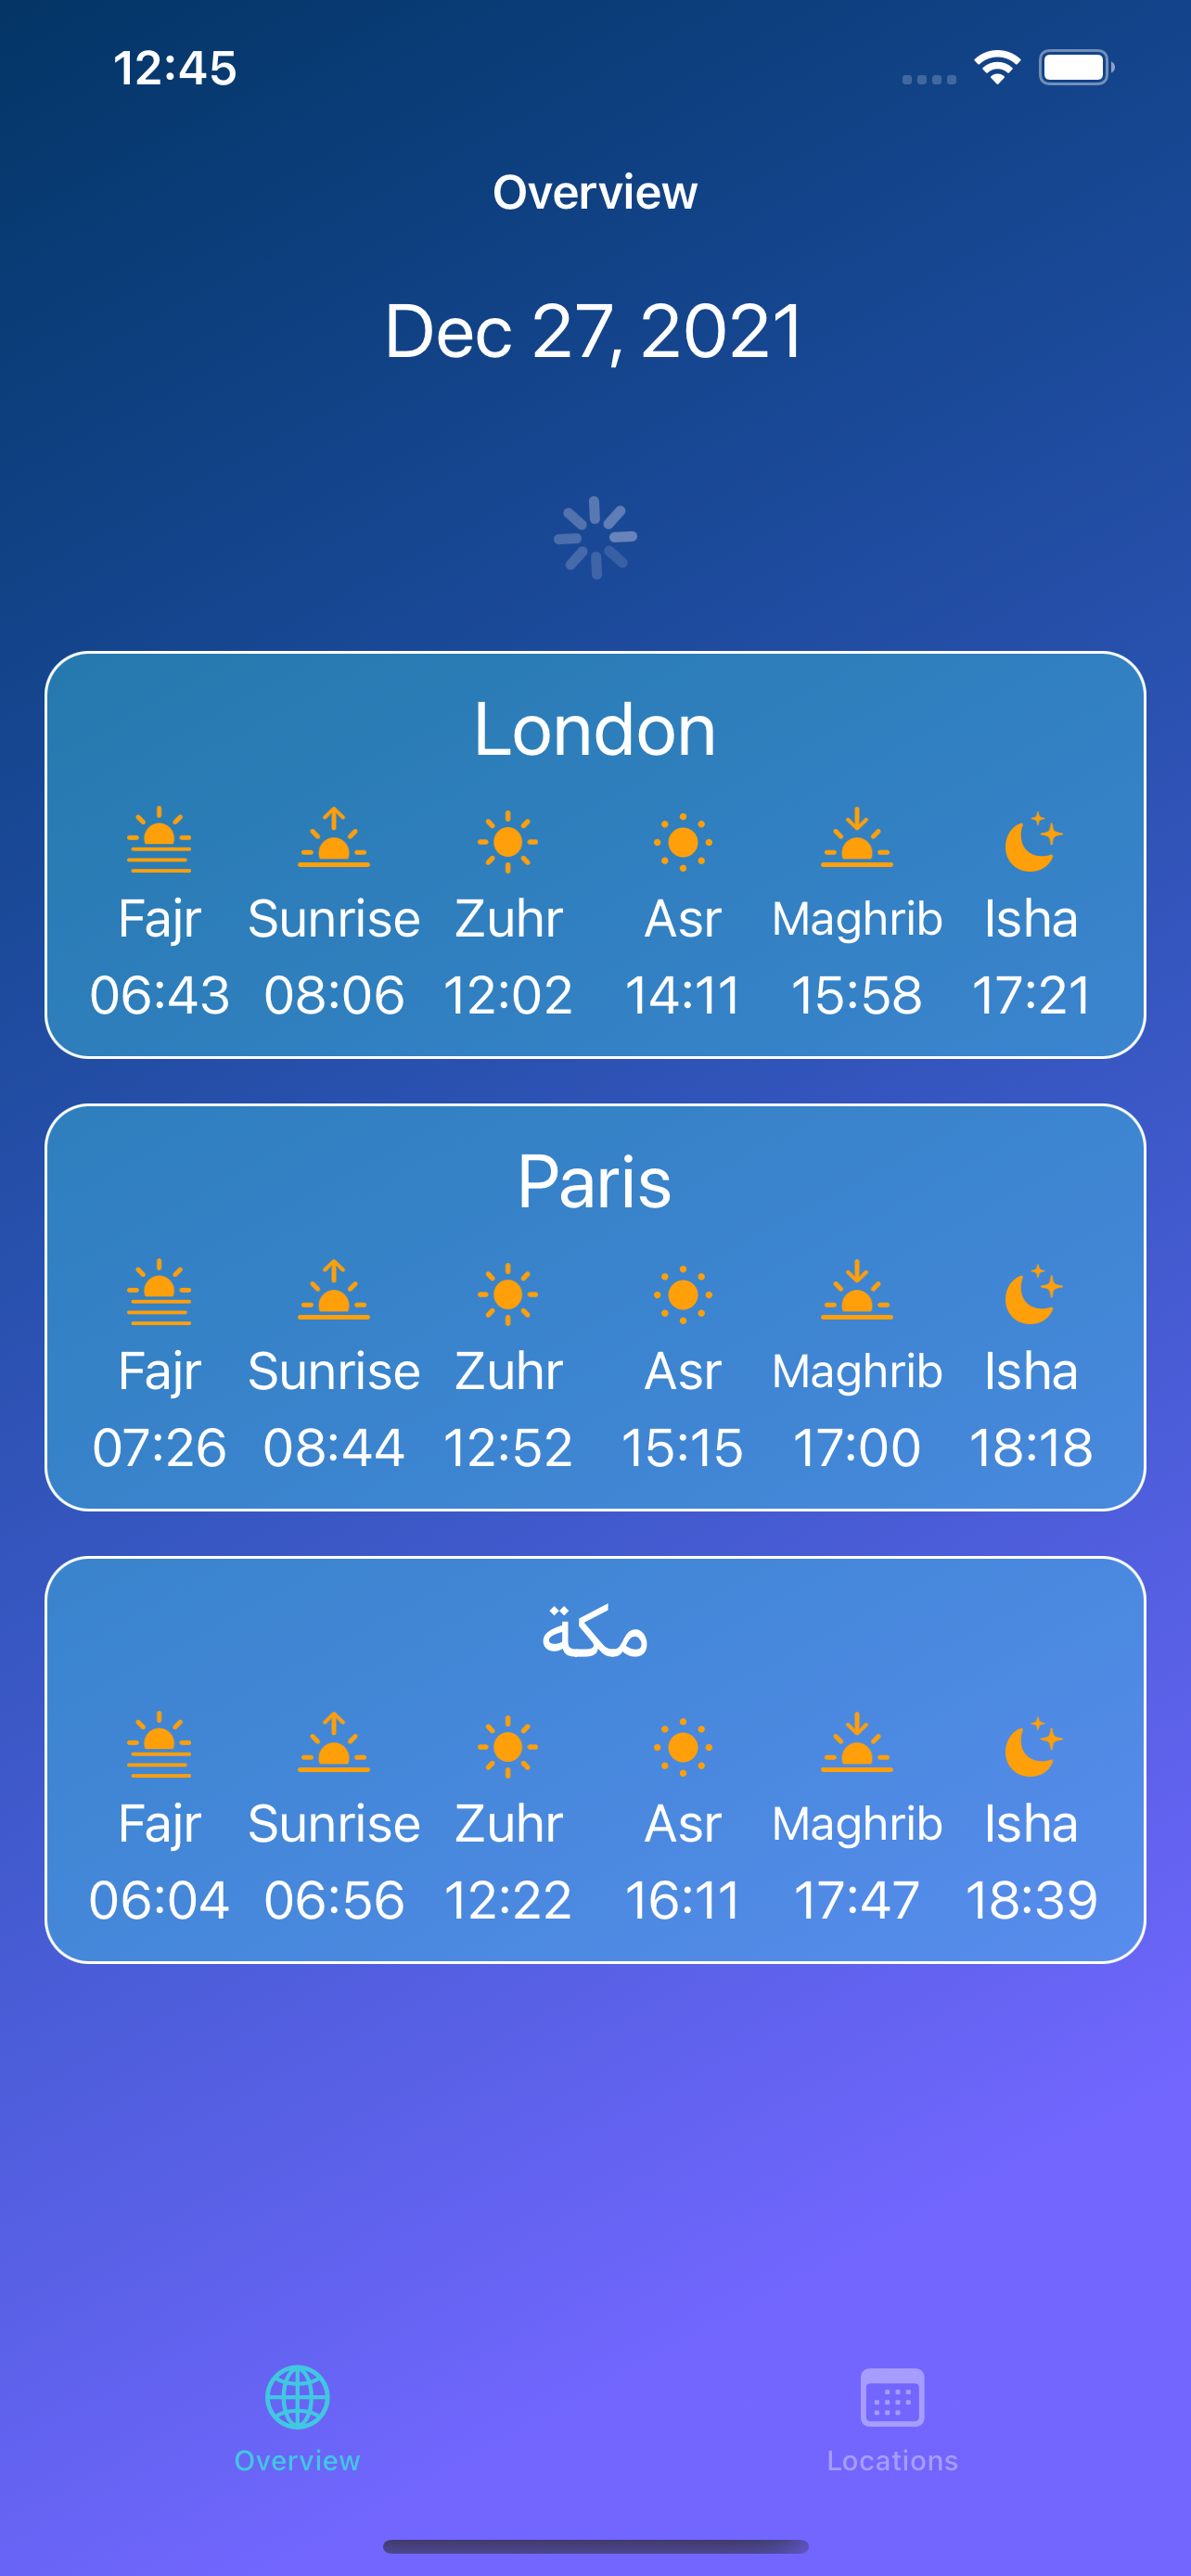 12:45
Overview
Dec 27, 2021
London
Fajr Sunrise Zuhr Asr Maghrib Isha
06:43 08:06 12:02 14:11 15:58 17:21
Paris
Fajr Sunrise Zuhr Asr Maghrib Isha
07:26 08:44 12:52 15:15 17:00 18:18
مكة
Fajr Sunrise Zuhr Asr Maghrib Isha
06:04 06:56 12:22 16:11 17:47 18:39
Overview Locations